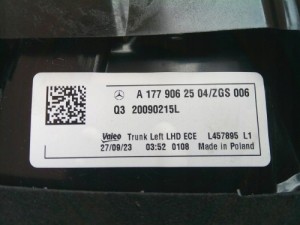 A 177 906 25 04/ZGS 006
Q3 20090215L
Valeo Trunk Left LHD ECE L457895 L1
27/09/23 03:52 0108 Made in Poland